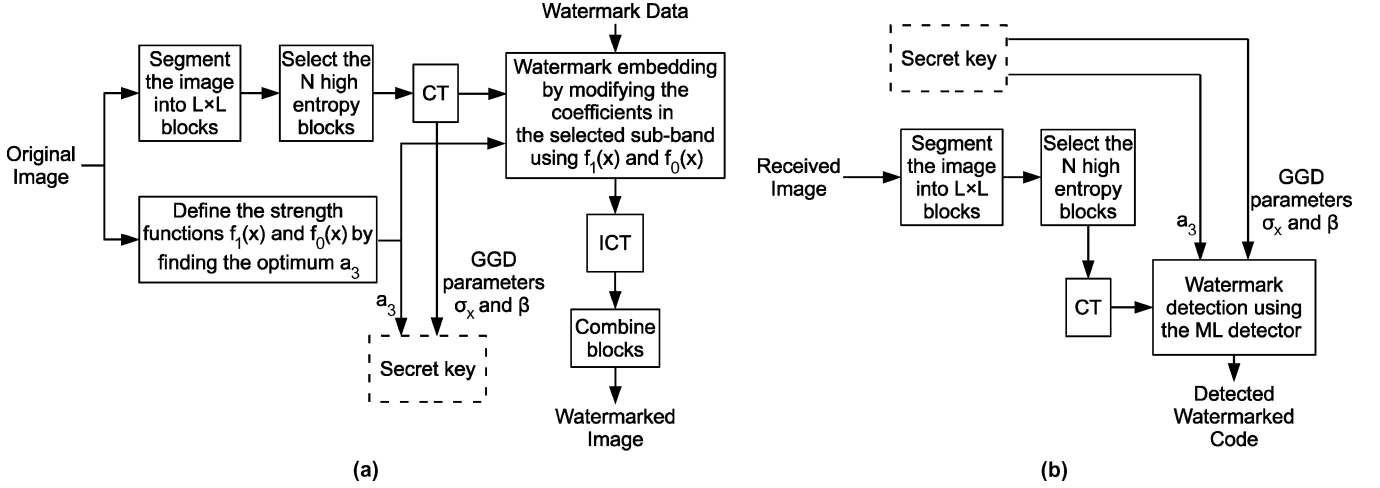 Watermark Data
Segment
the image
into L×L
blocks
Select the
N high
entropy
blocks
CT
Watermark embedding
by modifying the
coefficients in
the selected sub-band
using f1(x) and f0(x)
Original
Image
Define the strength
functions f1(x) and f0(x) by
finding the optimum a3
ICT
GGD
parameters
σx and β
a3
Secret key
Combine
blocks
Watermarked
Image
(a)
Secret key
Received
Image
Segment
the image
into L×L
blocks
Select the
N high
entropy
blocks
GGD
parameters
σx and β
a3
CT
Watermark
detection using
the ML detector
Detected
Watermarked
Code
(b)